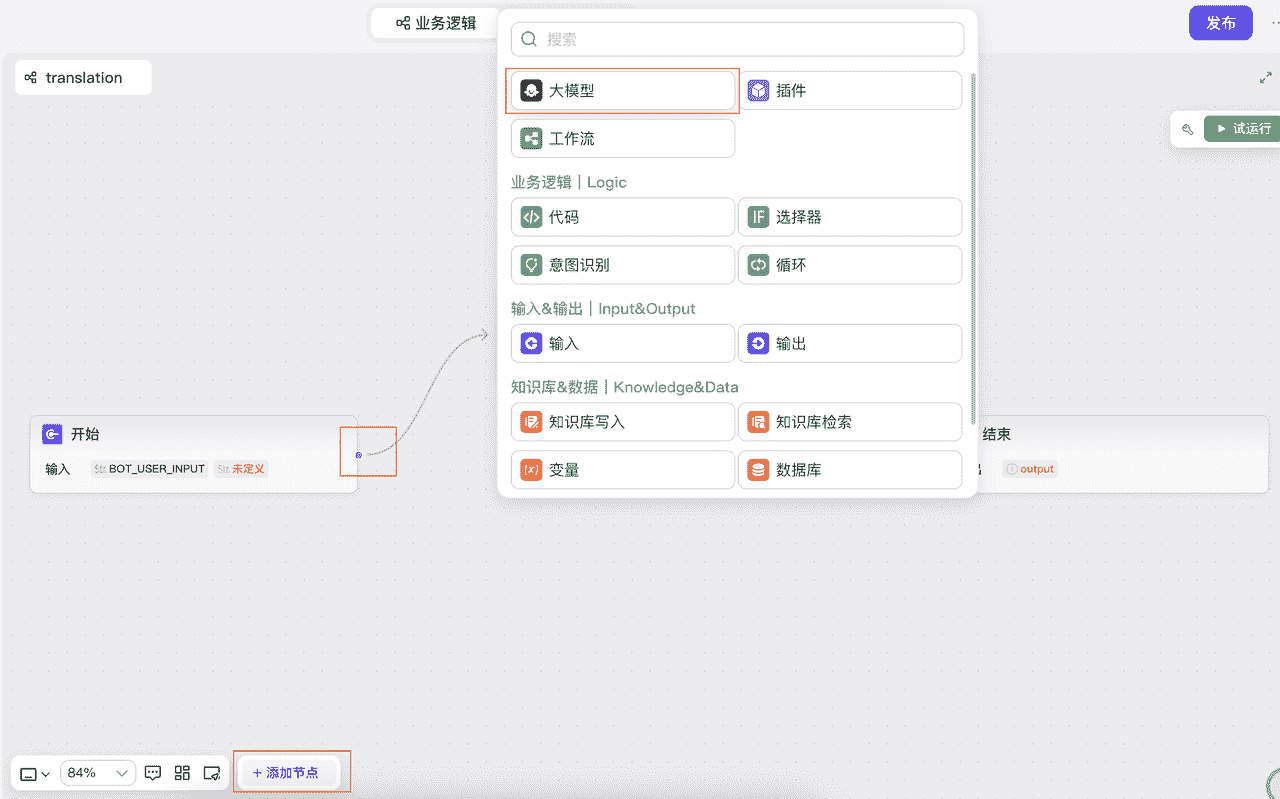 业务逻辑
发布
translation
搜索
大模型
插件
工作流
试运行
业务逻辑 | Logic
代码
IF
选择器
意图识别
循环
输入&输出 | Input&Output
输入
输出
知识库&数据 | Knowledge&Data
知识库写入
知识库检索
变量
数据库
开始
输入 Str. BOT_USER_INPUT Str. 未定义
结束
output
84%
+ 添加节点